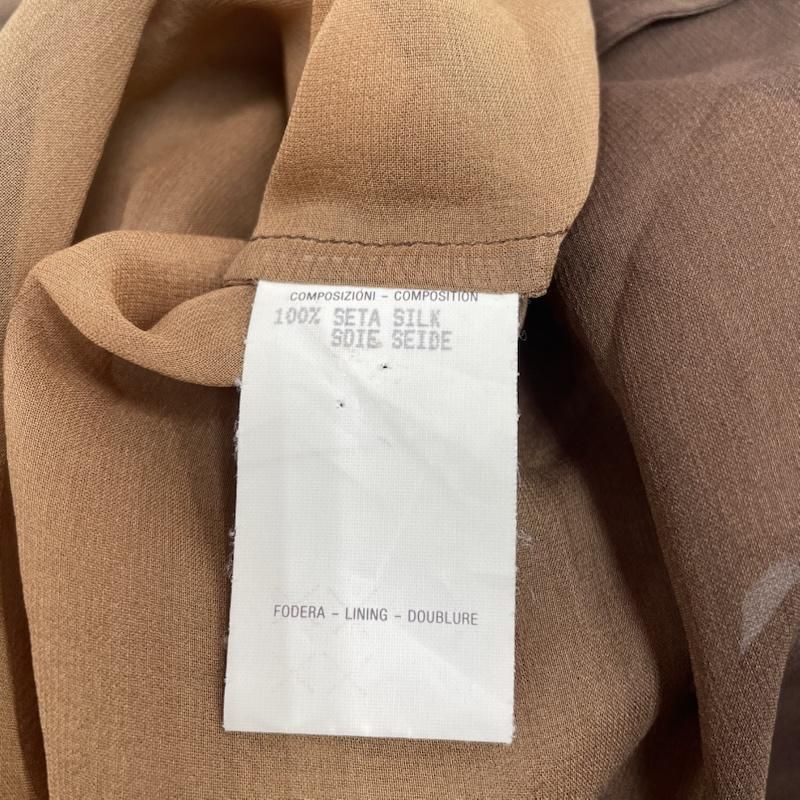 COMPOSIZIONI - COMPOSITION
100% SETA SILK
SOIE SEIDE
FODERA - LINING - DOUBLURE